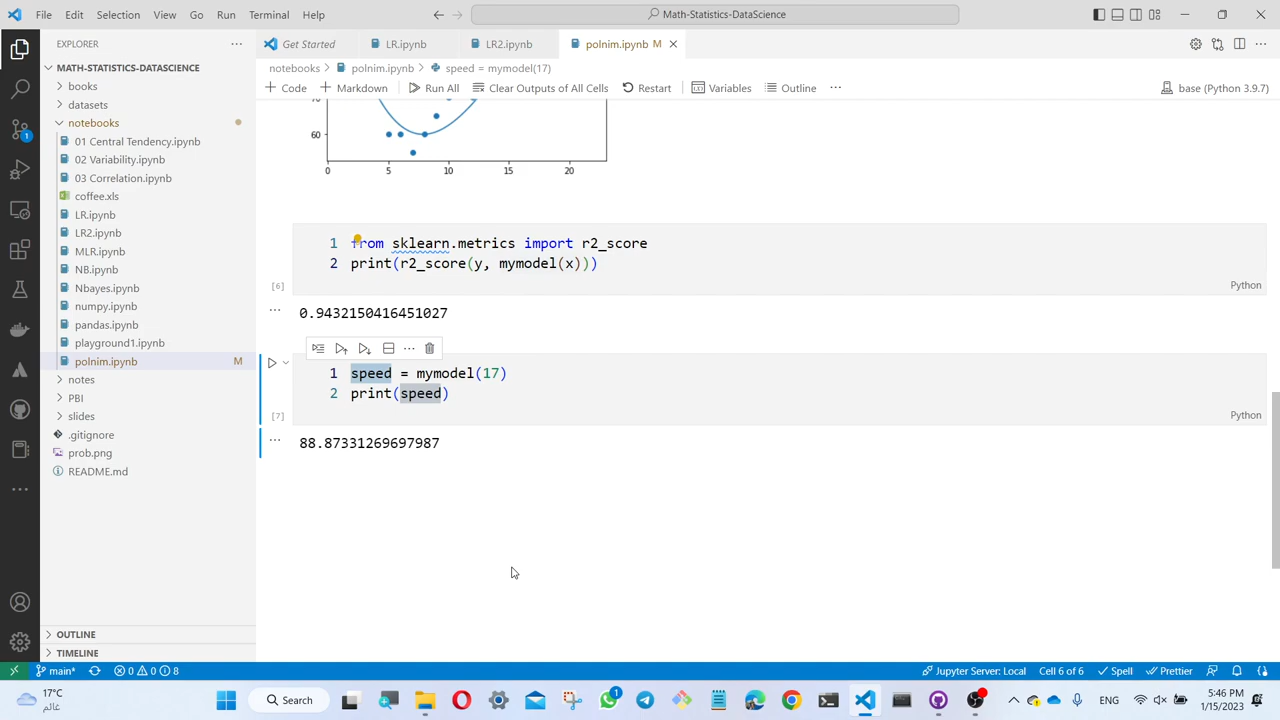 File Edit Selection View Go Run Terminal Help
Math-Statistics-DataScience
EXPLORER
Get Started
LR.ipynb
LR2.ipynb
polnim.ipynb M
MATH-STATISTICS-DATASCIENCE
notebooks > polnim.ipynb > speed = mymodel(17)
Code Markdown Run All Clear Outputs of All Cells Restart Variables Outline
base (Python 3.9.7)
books
datasets
notebooks
01 Central Tendency.ipynb
02 Variability.ipynb
03 Correlation.ipynb
coffee.xls
LR.ipynb
LR2.ipynb
MLR.ipynb
NB.ipynb
Nbayes.ipynb
numpy.ipynb
pandas.ipynb
playground1.ipynb
polnim.ipynb M
notes
PBI
slides
.gitignore
prob.png
README.md
OUTLINE
TIMELINE
70
60
0 5 10 15 20
1 from sklearn.metrics import r2_score
2 print(r2_score(y, mymodel(x)))
[6]
Python
0.9432150416451027
1 speed = mymodel(17)
2 print(speed)
[7]
Python
88.87331269697987
main* 0 0 8
Jupyter Server: Local Cell 6 of 6 Spell Prettier
17°C
غائم
Search
1
ENG
5:46 PM
1/15/2023